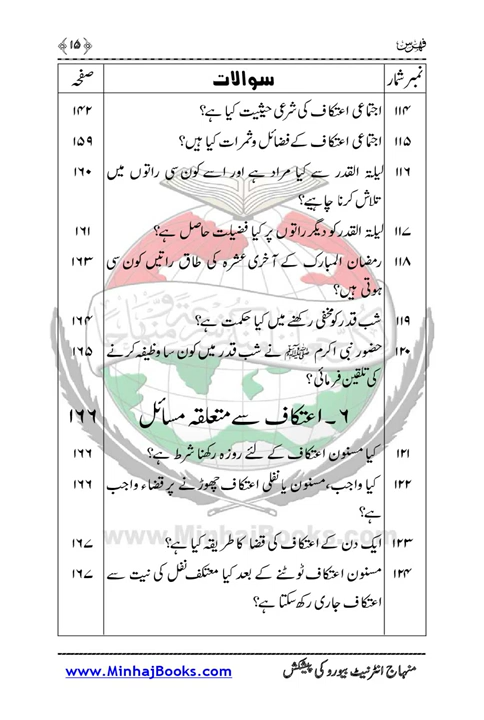 فہرس ﴿۱۵﴾
نمبر شمار سوالات صفحہ
۱۱۴ اجتماعی اعتکاف کی شرعی حیثیت کیا ہے؟ ۱۴۲
۱۱۵ اجتماعی اعتکاف کے فضائل و ثمرات کیا ہیں؟ ۱۵۹
۱۱۶ لیلۃ القدر سے کیا مراد ہے اور اسے کون سی راتوں میں ۱۶۰
تلاش کرنا چاہیے؟
۱۱۷ لیلۃ القدر کو دیگر راتوں پر کیا فضیلت حاصل ہے؟ ۱۶۱
۱۱۸ رمضان المبارک کے آخری عشرہ کی طاق راتیں کون سی ۱۶۳
ہوتی ہیں؟
۱۱۹ شب قدر کو مخفی رکھنے میں کیا حکمت ہے؟ ۱۶۴
۱۲۰ حضور نبی اکرم ﷺ نے شب قدر میں کون سا وظیفہ کرنے ۱۶۵
کی تلقین فرمائی؟
۶۔ اعتکاف سے متعلقہ مسائل ۱۶۶
۱۲۱ کیا مسنون اعتکاف کے لئے روزہ رکھنا شرط ہے؟ ۱۶۶
۱۲۲ کیا واجب، مسنون یا نفلی اعتکاف چھوڑنے پر قضاء واجب ۱۶۶
ہے؟
www.MinhajBooks.com
۱۲۳ ایک دن کے اعتکاف کی قضا کا طریقہ کیا ہے؟ ۱۶۷
۱۲۴ مسنون اعتکاف ٹوٹنے کے بعد کیا معتکف نفل کی نیت سے ۱۶۷
اعتکاف جاری رکھ سکتا ہے؟
منہاج انٹرنیٹ بیورو کی پیشکش www.MinhajBooks.com